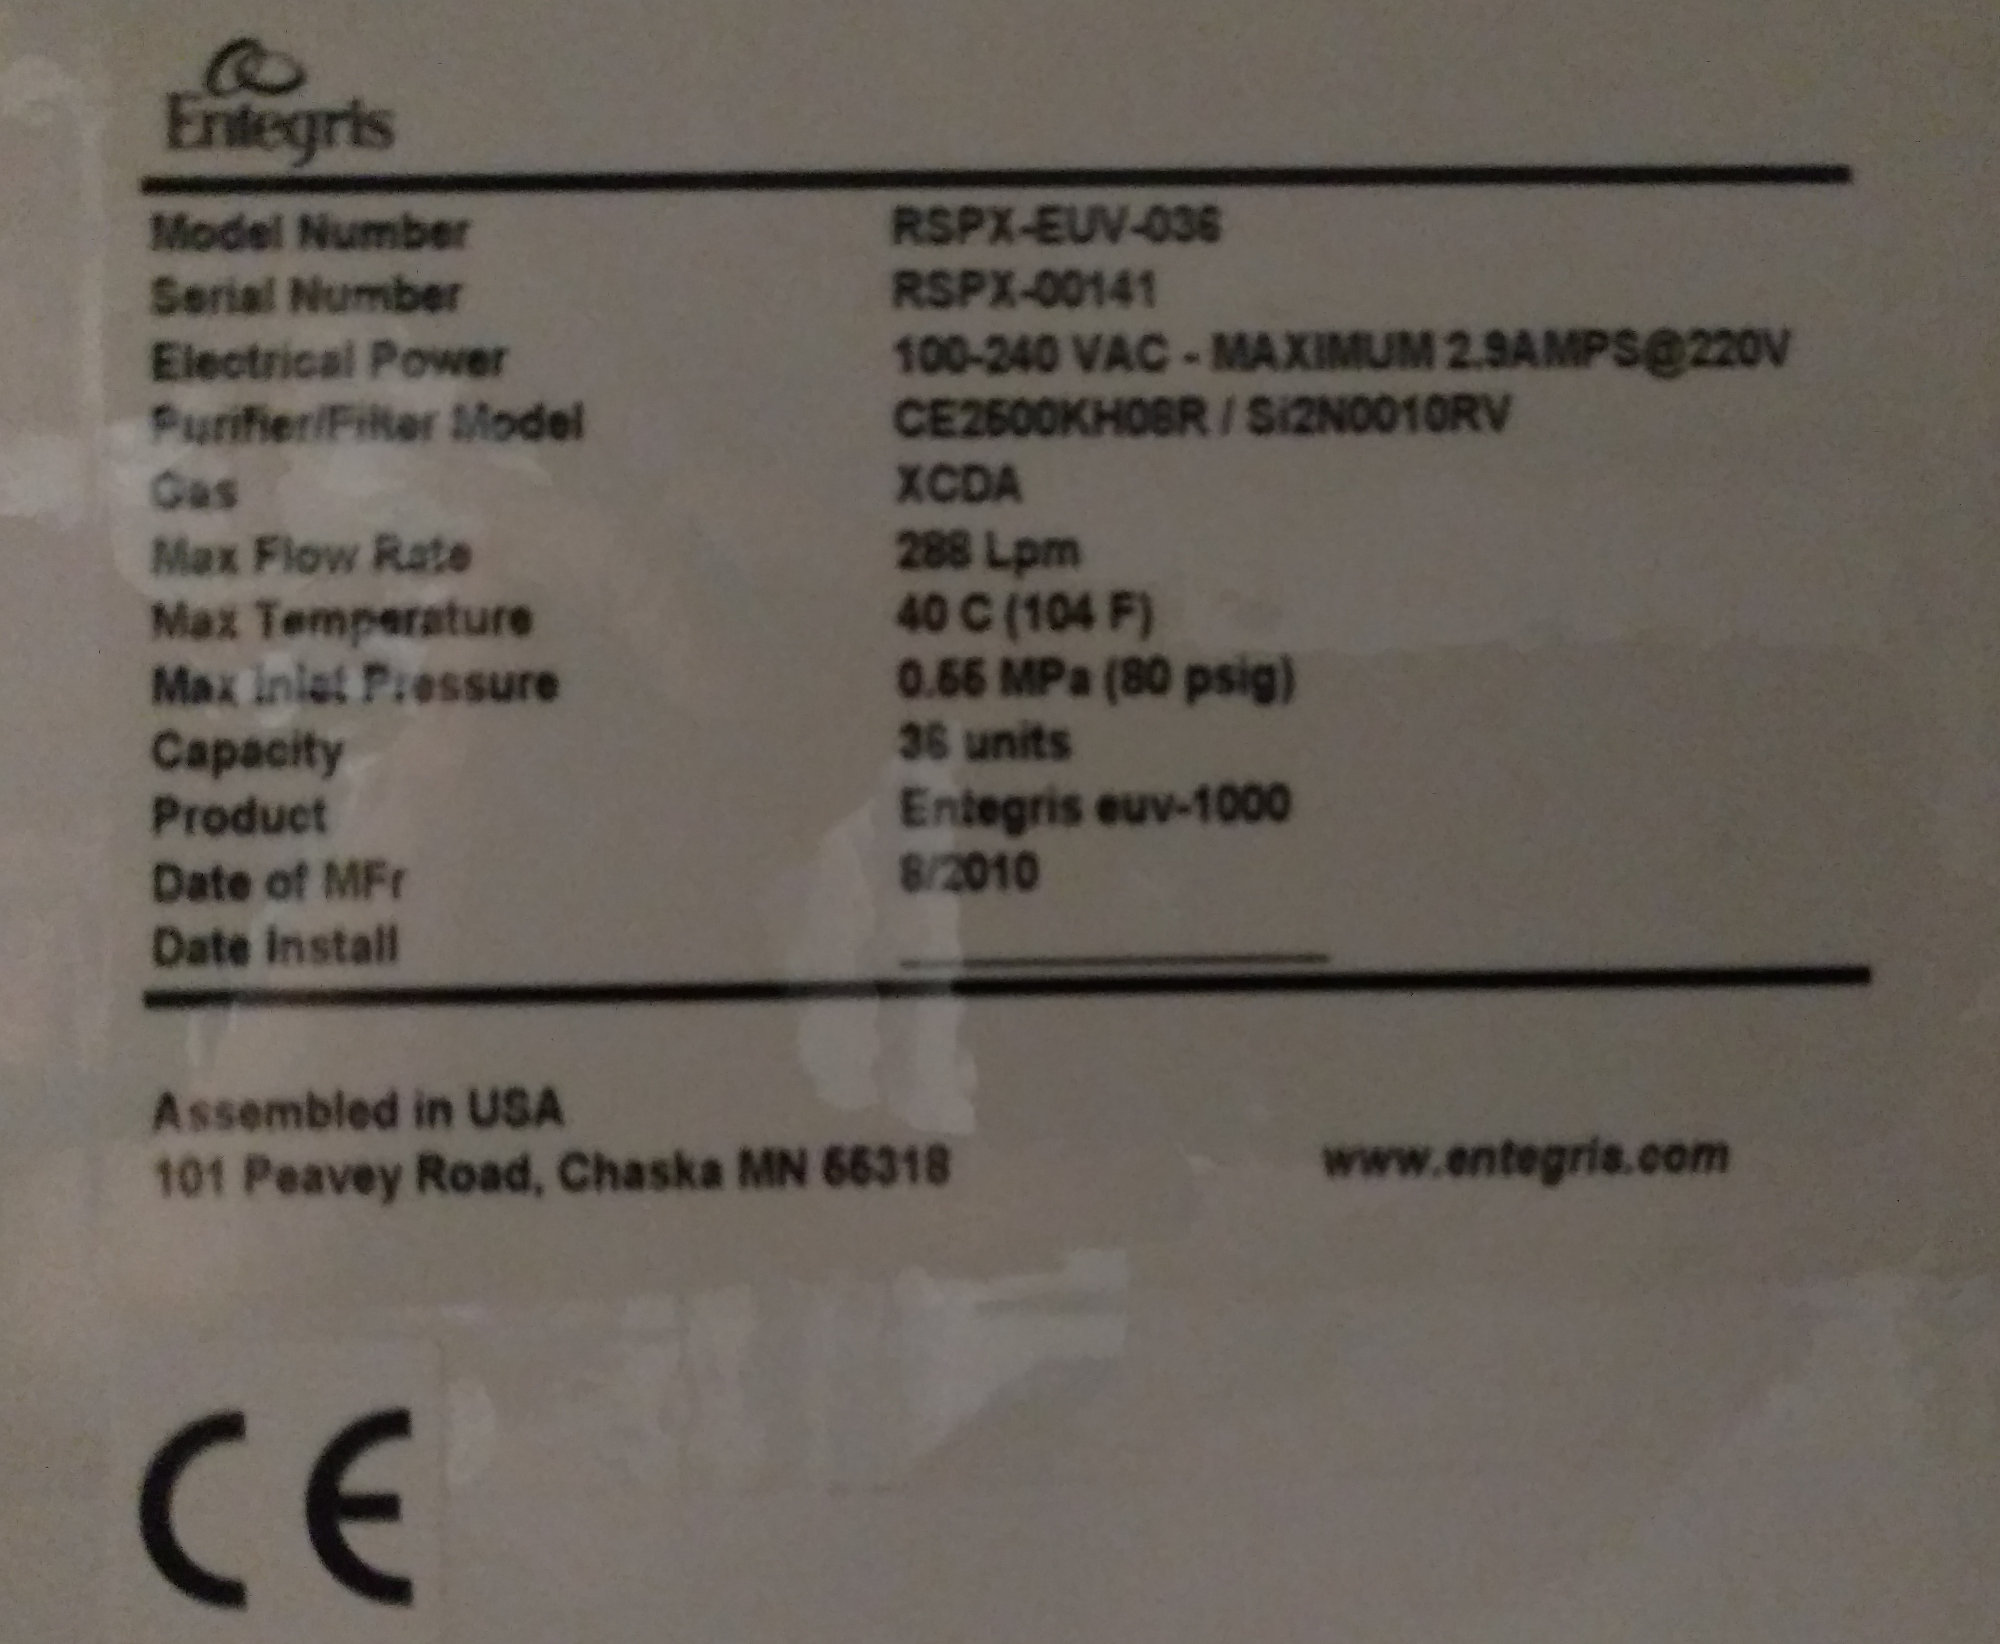 Entegris
Model Number RSPX-EUV-036
Serial Number RSPX-00141
Electrical Power 100-240 VAC - MAXIMUM 2.9AMPS@220V
Purifier/Filter Model CE2500KH08R / Si2N0010RV
Gas XCDA
Max Flow Rate 288 Lpm
Max Temperature 40 C (104 F)
Max Inlet Pressure 0.55 MPa (80 psig)
Capacity 36 units
Product Entegris euv-1000
Date of MFr 8/2010
Date Install
Assembled in USA
101 Peavey Road, Chaska MN 55318
www.entegris.com
CE